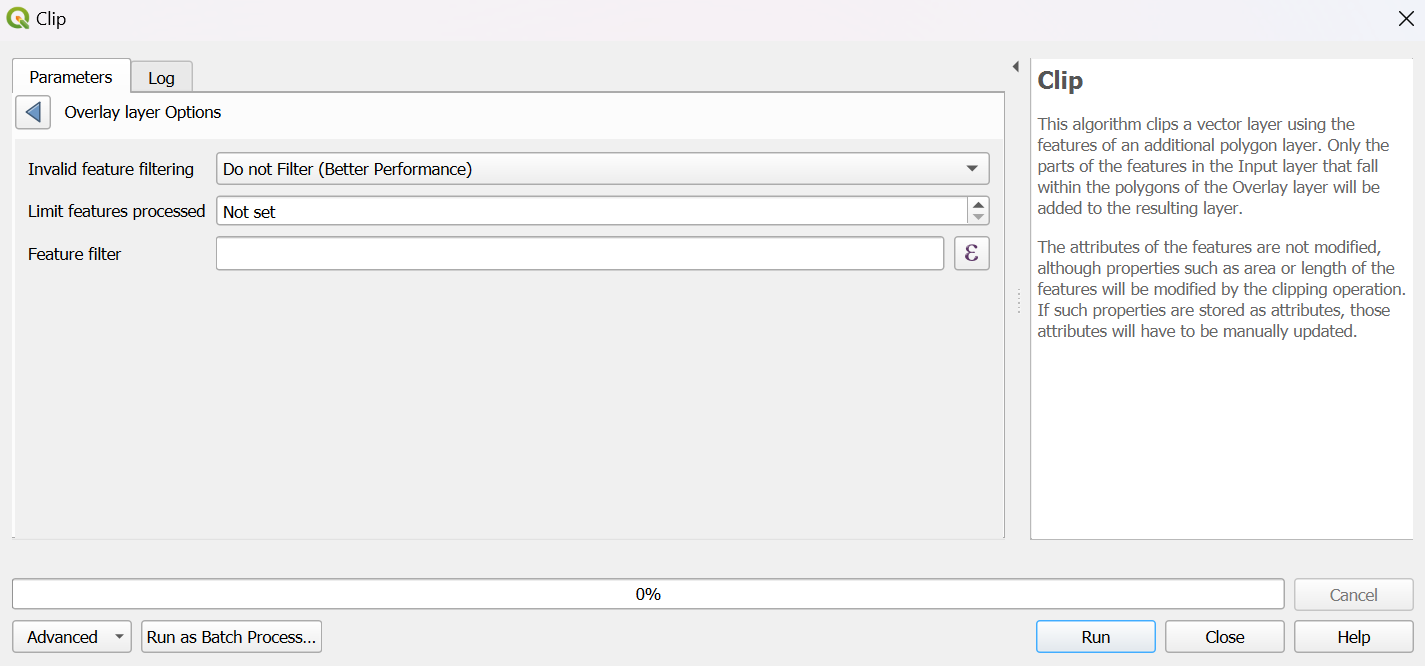 Clip
Parameters
Log
Overlay layer Options
Invalid feature filtering
Do not Filter (Better Performance)
Limit features processed
Not set
Feature filter
ε
Clip
This algorithm clips a vector layer using the
features of an additional polygon layer. Only the
parts of the features in the Input layer that fall
within the polygons of the Overlay layer will be
added to the resulting layer.
The attributes of the features are not modified,
although properties such as area or length of the
features will be modified by the clipping operation.
If such properties are stored as attributes, those
attributes will have to be manually updated.
0%
Cancel
Advanced
Run as Batch Process...
Run
Close
Help